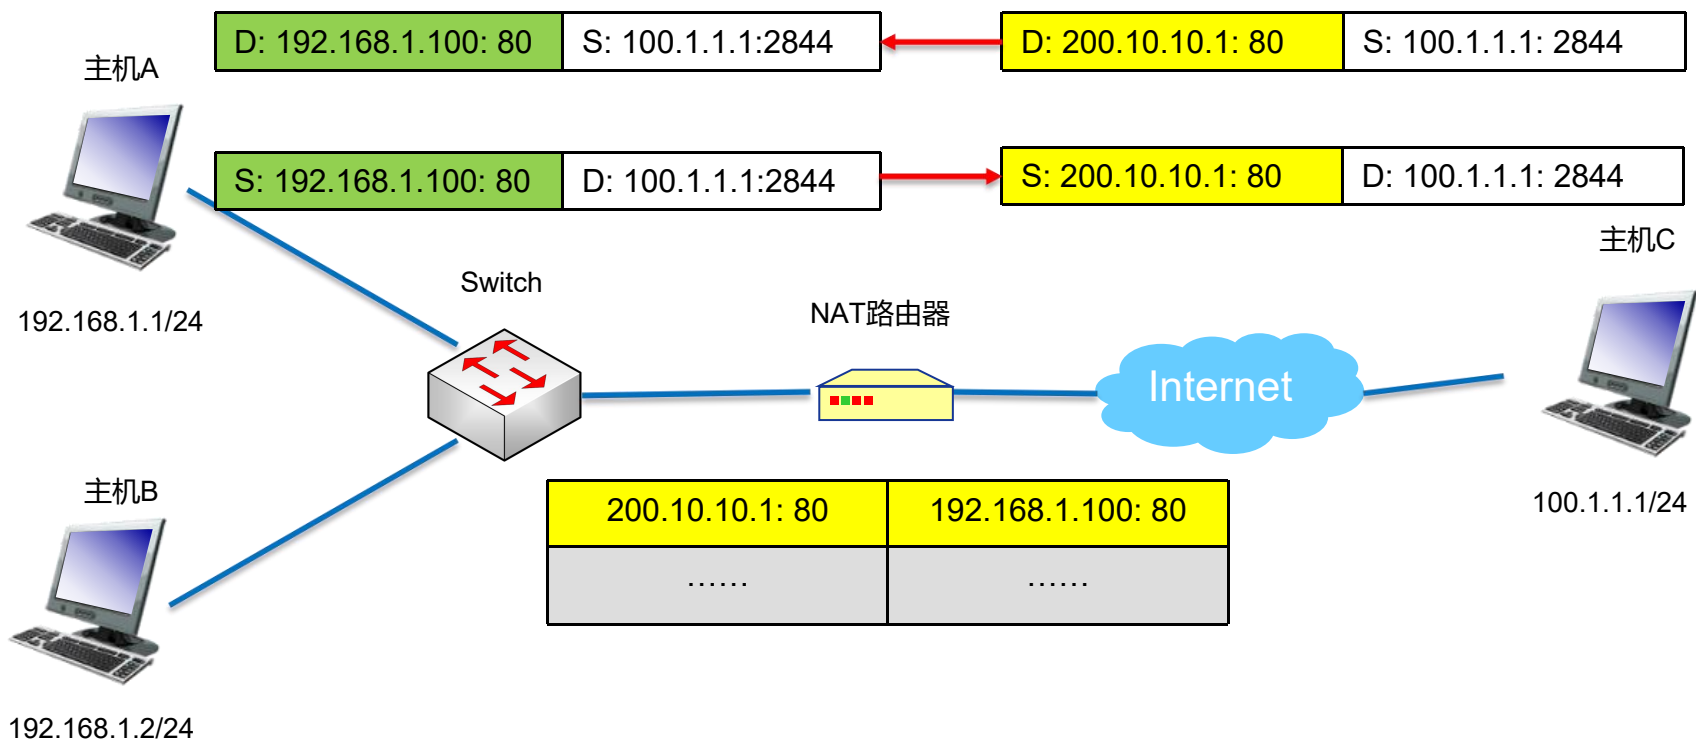 D: 192.168.1.100: 80 S: 100.1.1.1:2844 D: 200.10.10.1: 80 S: 100.1.1.1: 2844
主机A
S: 192.168.1.100: 80 D: 100.1.1.1:2844 S: 200.10.10.1: 80 D: 100.1.1.1: 2844
主机C
Switch
NAT路由器
192.168.1.1/24
Internet
主机B
200.10.10.1: 80 192.168.1.100: 80
100.1.1.1/24
...... ......
192.168.1.2/24